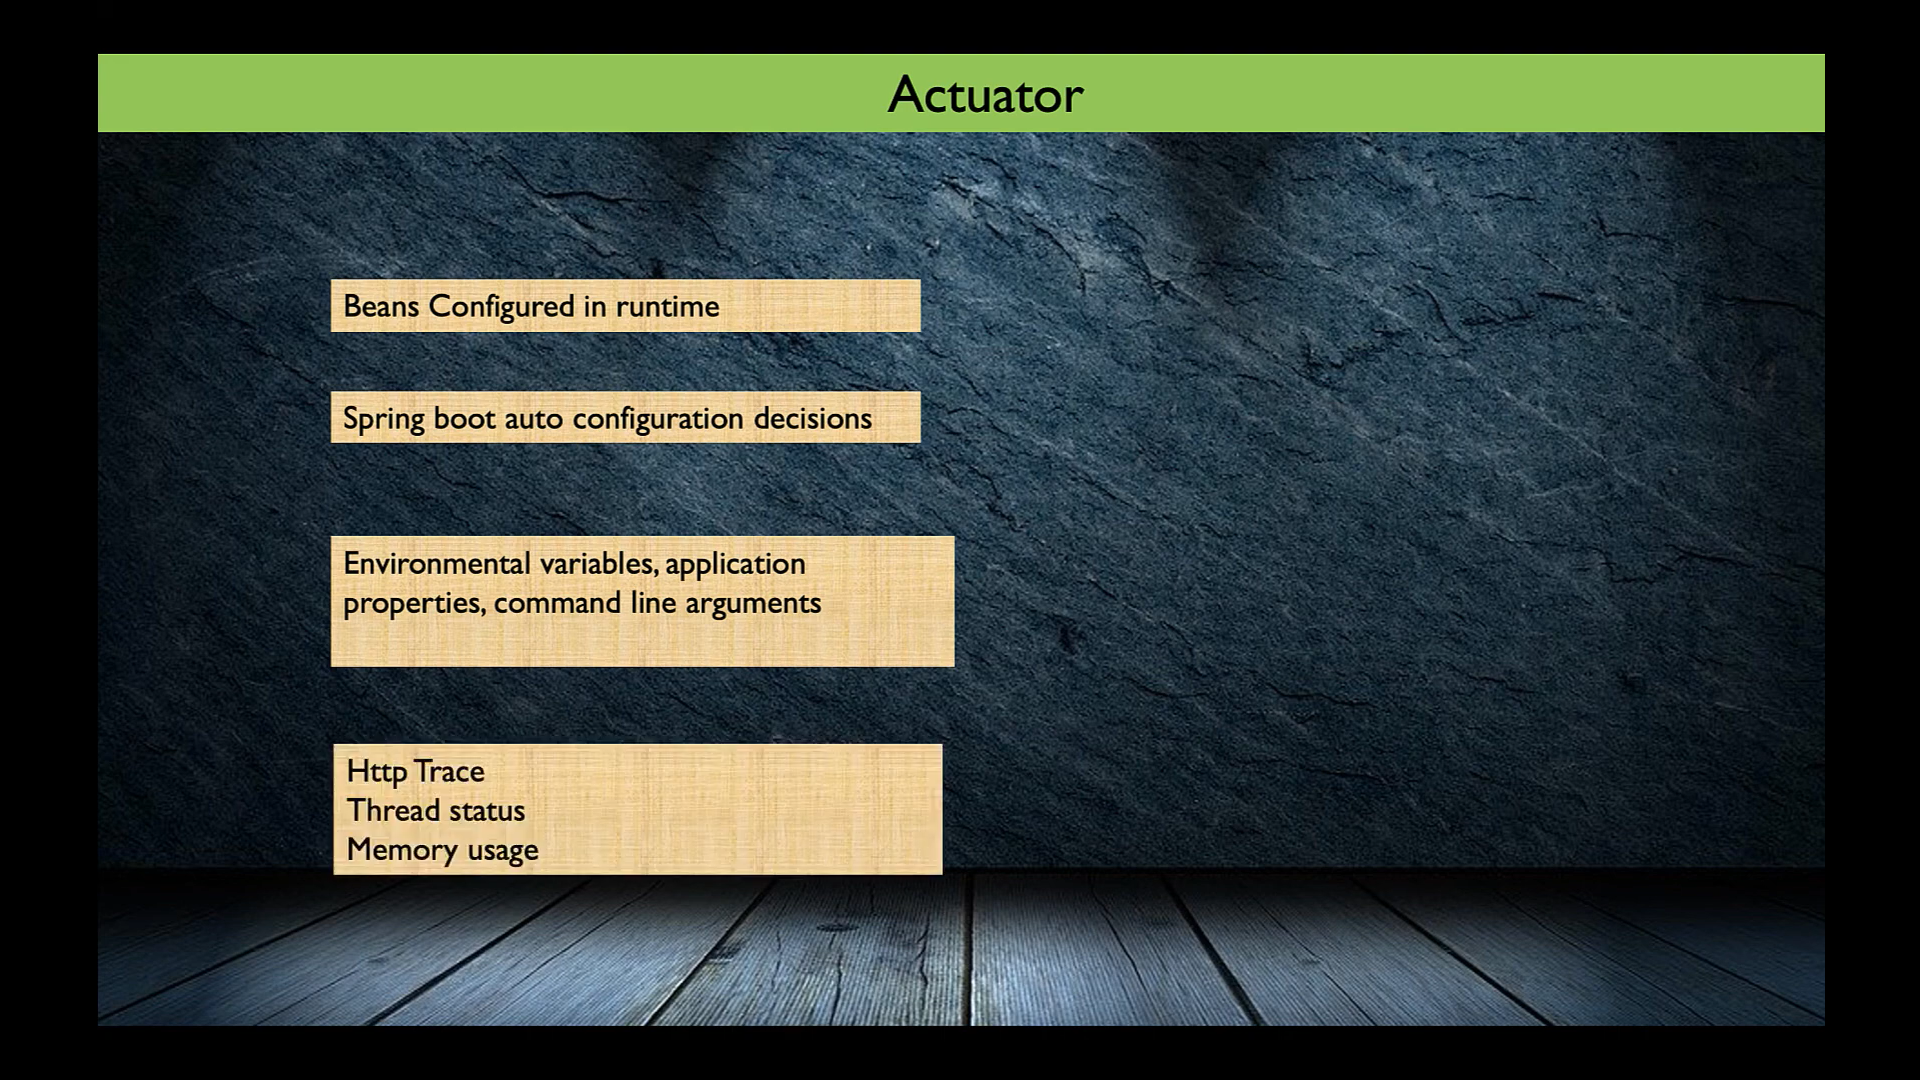 Actuator
Beans Configured in runtime
Spring boot auto configuration decisions
Environmental variables, application
properties, command line arguments
Http Trace
Thread status
Memory usage